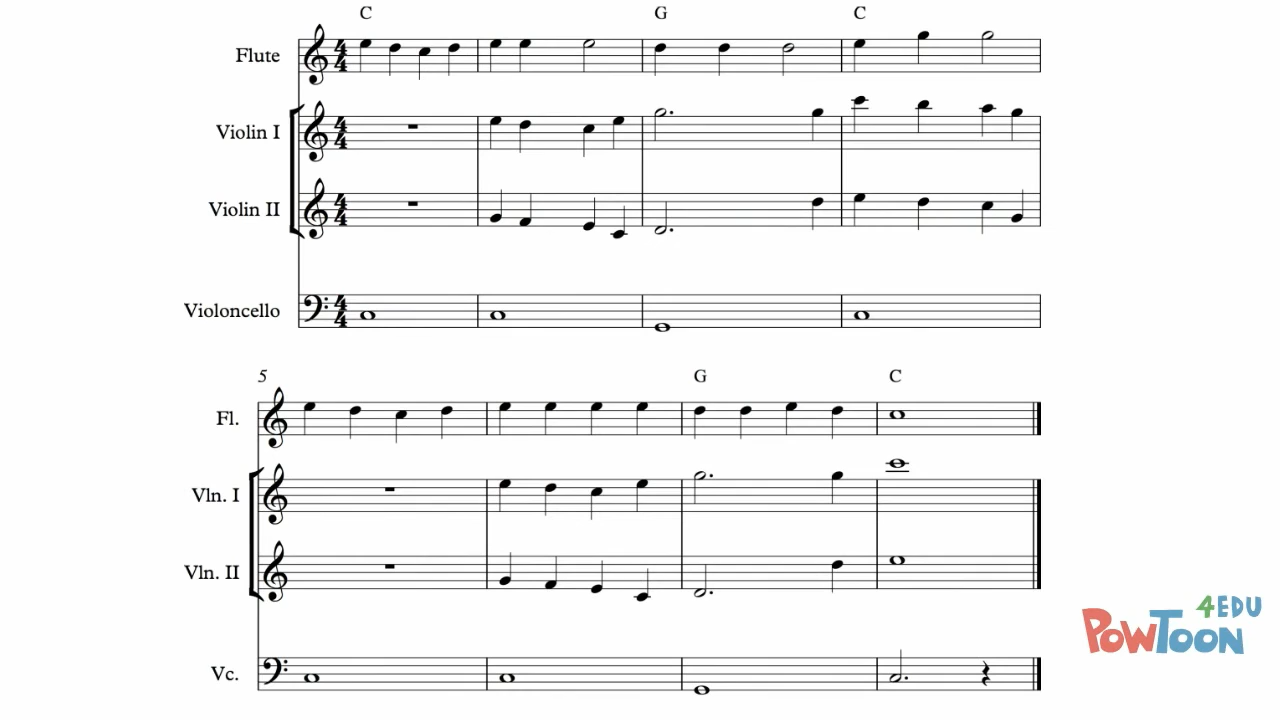 C G C
Flute
Violin I
Violin II
Violoncello
5 G C
Fl.
Vln. I
Vln. II
Vc.
4EDU
POWTOON